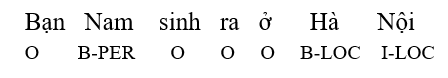 Bạn Nam sinh ra ở Hà Nội
O B-PER O O O B-LOC I-LOC